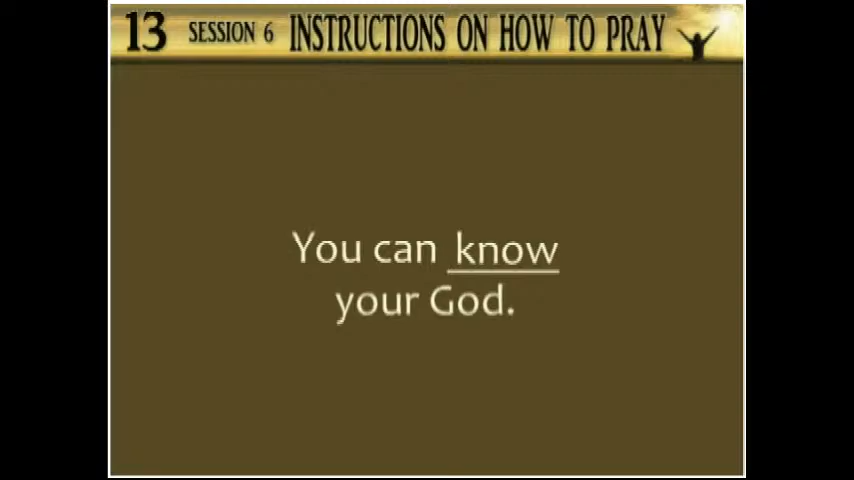 13 SESSION 6 INSTRUCTIONS ON HOW TO PRAY
You can know
your God.